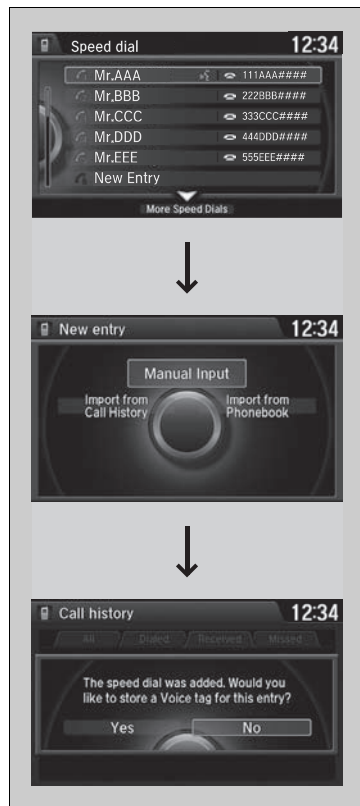 Speed dial 12:34
Mr.AAA 111AAA####
Mr.BBB 222BBB####
Mr.CCC 333CCC####
Mr.DDD 444DDD####
Mr.EEE 555EEE####
New Entry
More Speed Dials
New entry 12:34
Manual Input
Import from Call History
Import from Phonebook
Call history 12:34
All Dialed Received Missed
The speed dial was added. Would you
like to store a Voice tag for this entry?
Yes No